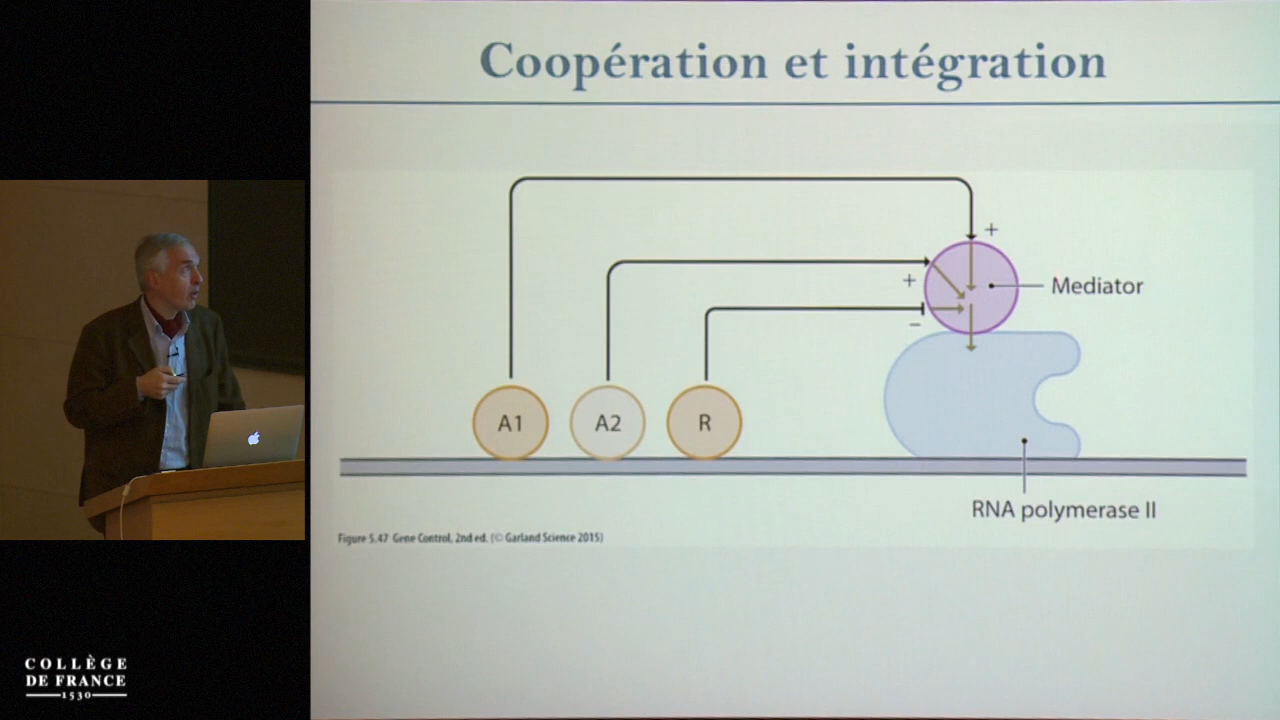 Coopération et intégration
+
Mediator
+
−
A1
A2
R
RNA polymerase II
Figure 5.47 Gene Control, 2nd ed. (© Garland Science 2015)
COLLÈGE
DE FRANCE
1530